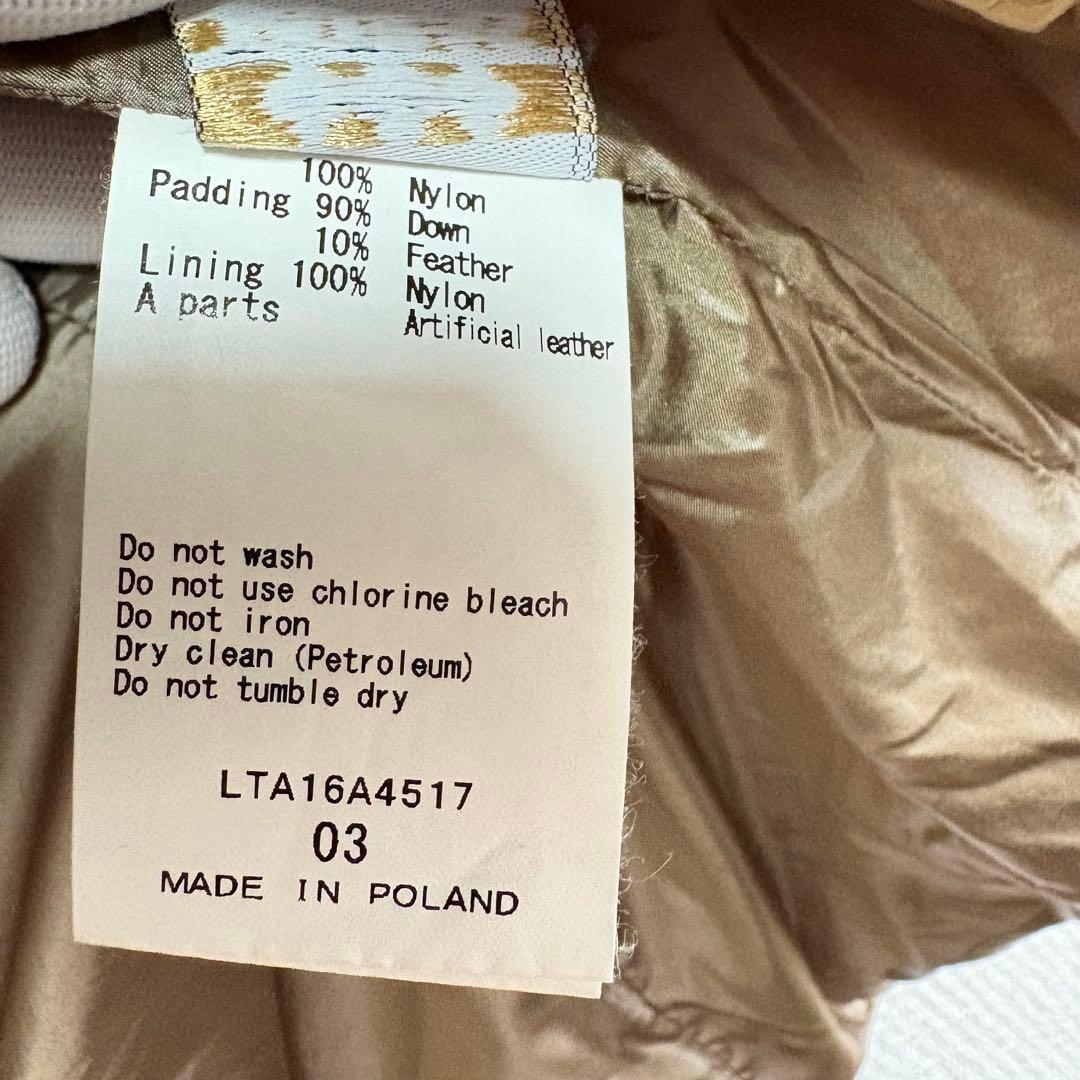 100% Nylon
Padding 90% Down
10% Feather
Lining 100% Nylon
A parts Artificial leather
Do not wash
Do not use chlorine bleach
Do not iron
Dry clean (Petroleum)
Do not tumble dry
LTA16A4517
03
MADE IN POLAND